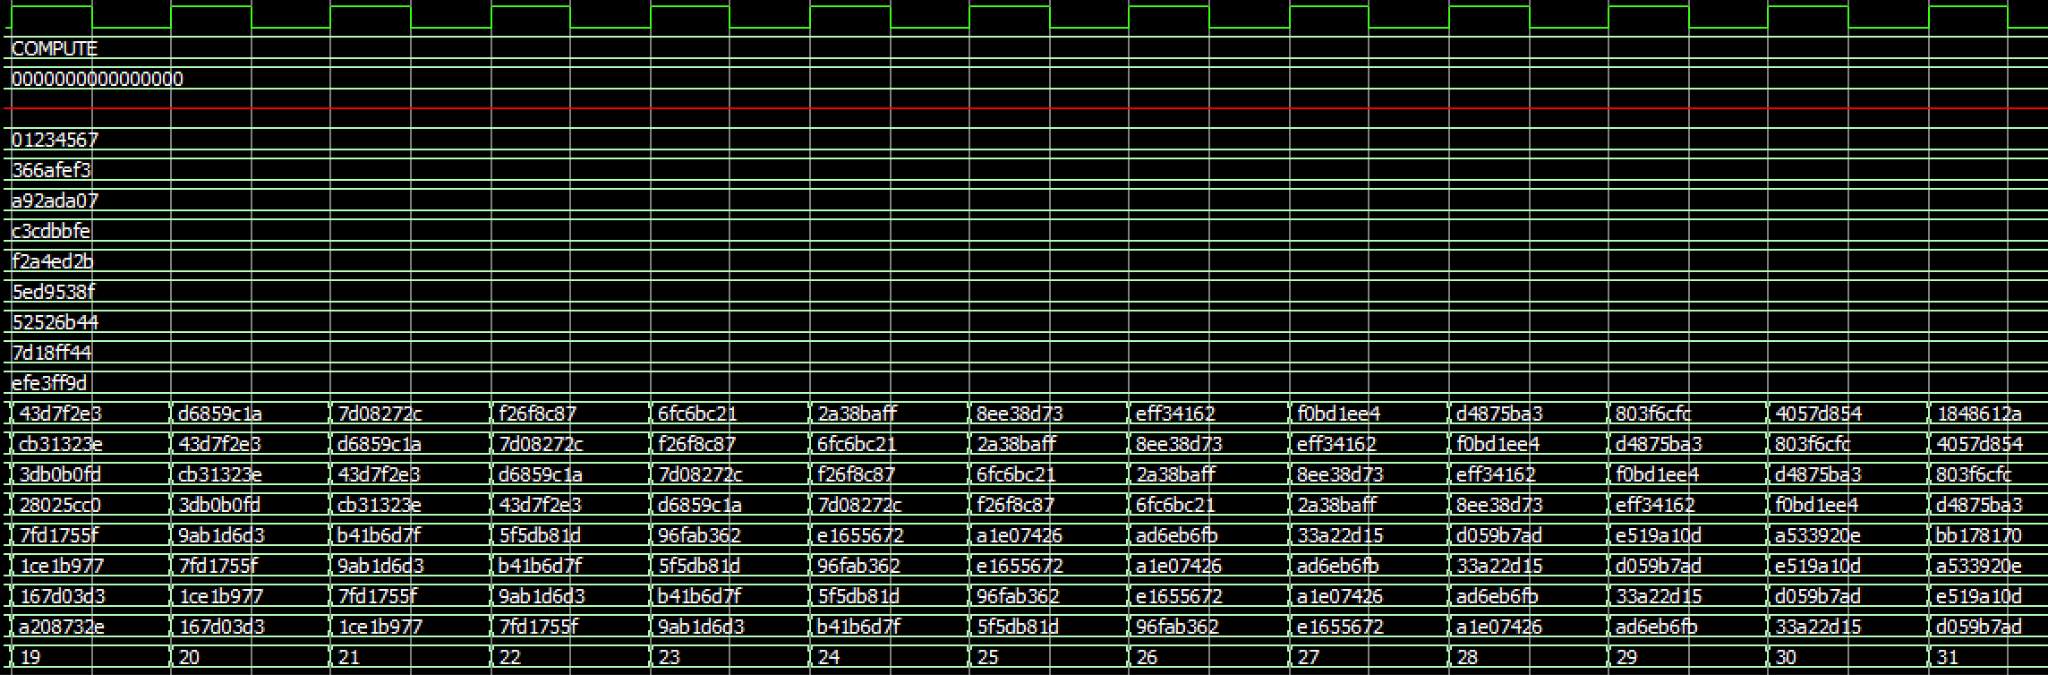 COMPUTE
0000000000000000
01234567
366afef3
a92ada07
c3cdbbfe
f2a4ed2b
5ed9538f
52526b44
7d18ff44
efe3ff9d
43d7f2e3 d6859c1a 7d08272c f26f8c87 6fc6bc21 2a38baff 8ee38d73 eff34162 f0bd1ee4 d4875ba3 803f6cfc 4057d854 1848612a
cb31323e 43d7f2e3 d6859c1a 7d08272c f26f8c87 6fc6bc21 2a38baff 8ee38d73 eff34162 f0bd1ee4 d4875ba3 803f6cfc 4057d854
3db0b0fd cb31323e 43d7f2e3 d6859c1a 7d08272c f26f8c87 6fc6bc21 2a38baff 8ee38d73 eff34162 f0bd1ee4 d4875ba3 803f6cfc
28025cc0 3db0b0fd cb31323e 43d7f2e3 d6859c1a 7d08272c f26f8c87 6fc6bc21 2a38baff 8ee38d73 eff34162 f0bd1ee4 d4875ba3
7fd1755f 9ab1d6d3 b41b6d7f 5f5db81d 96fab362 e1655672 a1e07426 ad6eb6fb 33a22d15 d059b7ad e519a10d a533920e bb178170
1ce1b977 7fd1755f 9ab1d6d3 b41b6d7f 5f5db81d 96fab362 e1655672 a1e07426 ad6eb6fb 33a22d15 d059b7ad e519a10d a533920e
167d03d3 1ce1b977 7fd1755f 9ab1d6d3 b41b6d7f 5f5db81d 96fab362 e1655672 a1e07426 ad6eb6fb 33a22d15 d059b7ad e519a10d
a208732e 167d03d3 1ce1b977 7fd1755f 9ab1d6d3 b41b6d7f 5f5db81d 96fab362 e1655672 a1e07426 ad6eb6fb 33a22d15 d059b7ad
19 20 21 22 23 24 25 26 27 28 29 30 31